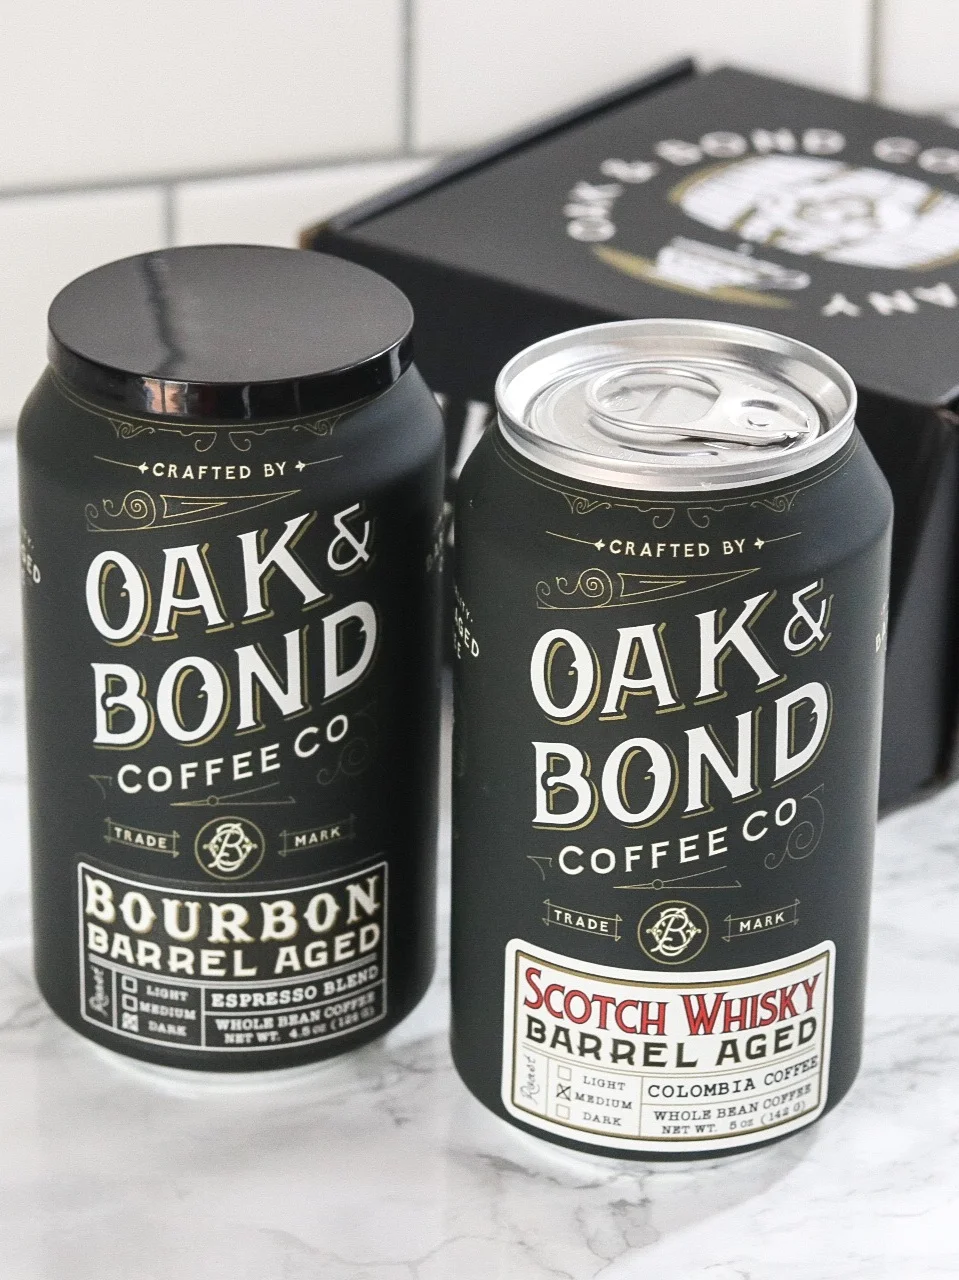 OAK & BOND CO
ANY
CRAFTED BY
OAK &
BOND
COFFEE CO
TRADE
B
MARK
BOURBON
BARREL AGED
Roast
LIGHT
MEDIUM
DARK
ESPRESSO BLEND
WHOLE BEAN COFFEE
NET WT. 4.5 oz (128 G)
CRAFTED BY
OAK &
BOND
COFFEE CO
TRADE
B
MARK
SCOTCH WHISKY
BARREL AGED
Roast
LIGHT
MEDIUM
DARK
COLOMBIA COFFEE
WHOLE BEAN COFFEE
NET WT. 5 oz (142 G)